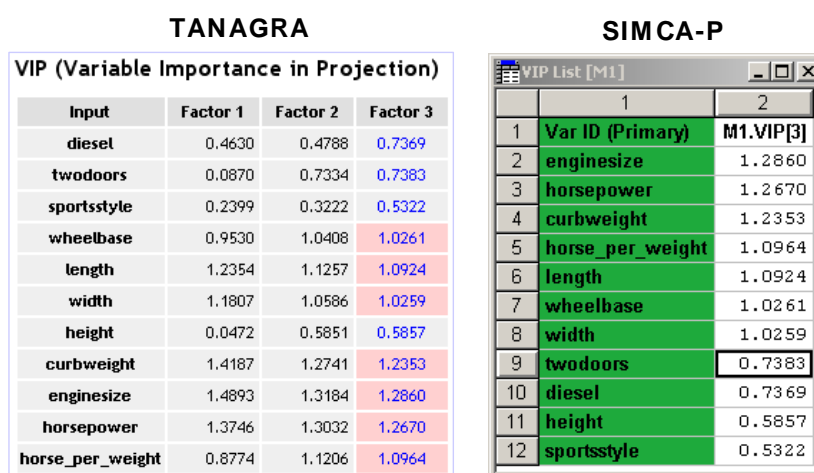 TANAGRA
VIP (Variable Importance in Projection)
Input Factor 1 Factor 2 Factor 3
diesel 0.4630 0.4788 0.7369
twodoors 0.0870 0.7334 0.7383
sportsstyle 0.2399 0.3222 0.5322
wheelbase 0.9530 1.0408 1.0261
length 1.2354 1.1257 1.0924
width 1.1807 1.0586 1.0259
height 0.0472 0.5851 0.5857
curbweight 1.4187 1.2741 1.2353
enginesize 1.4893 1.3184 1.2860
horsepower 1.3746 1.3032 1.2670
horse_per_weight 0.8774 1.1206 1.0964
SIMCA-P
VIP List [M1]
1 2
1 Var ID (Primary) M1.VIP[3]
2 enginesize 1.2860
3 horsepower 1.2670
4 curbweight 1.2353
5 horse_per_weight 1.0964
6 length 1.0924
7 wheelbase 1.0261
8 width 1.0259
9 twodoors 0.7383
10 diesel 0.7369
11 height 0.5857
12 sportsstyle 0.5322